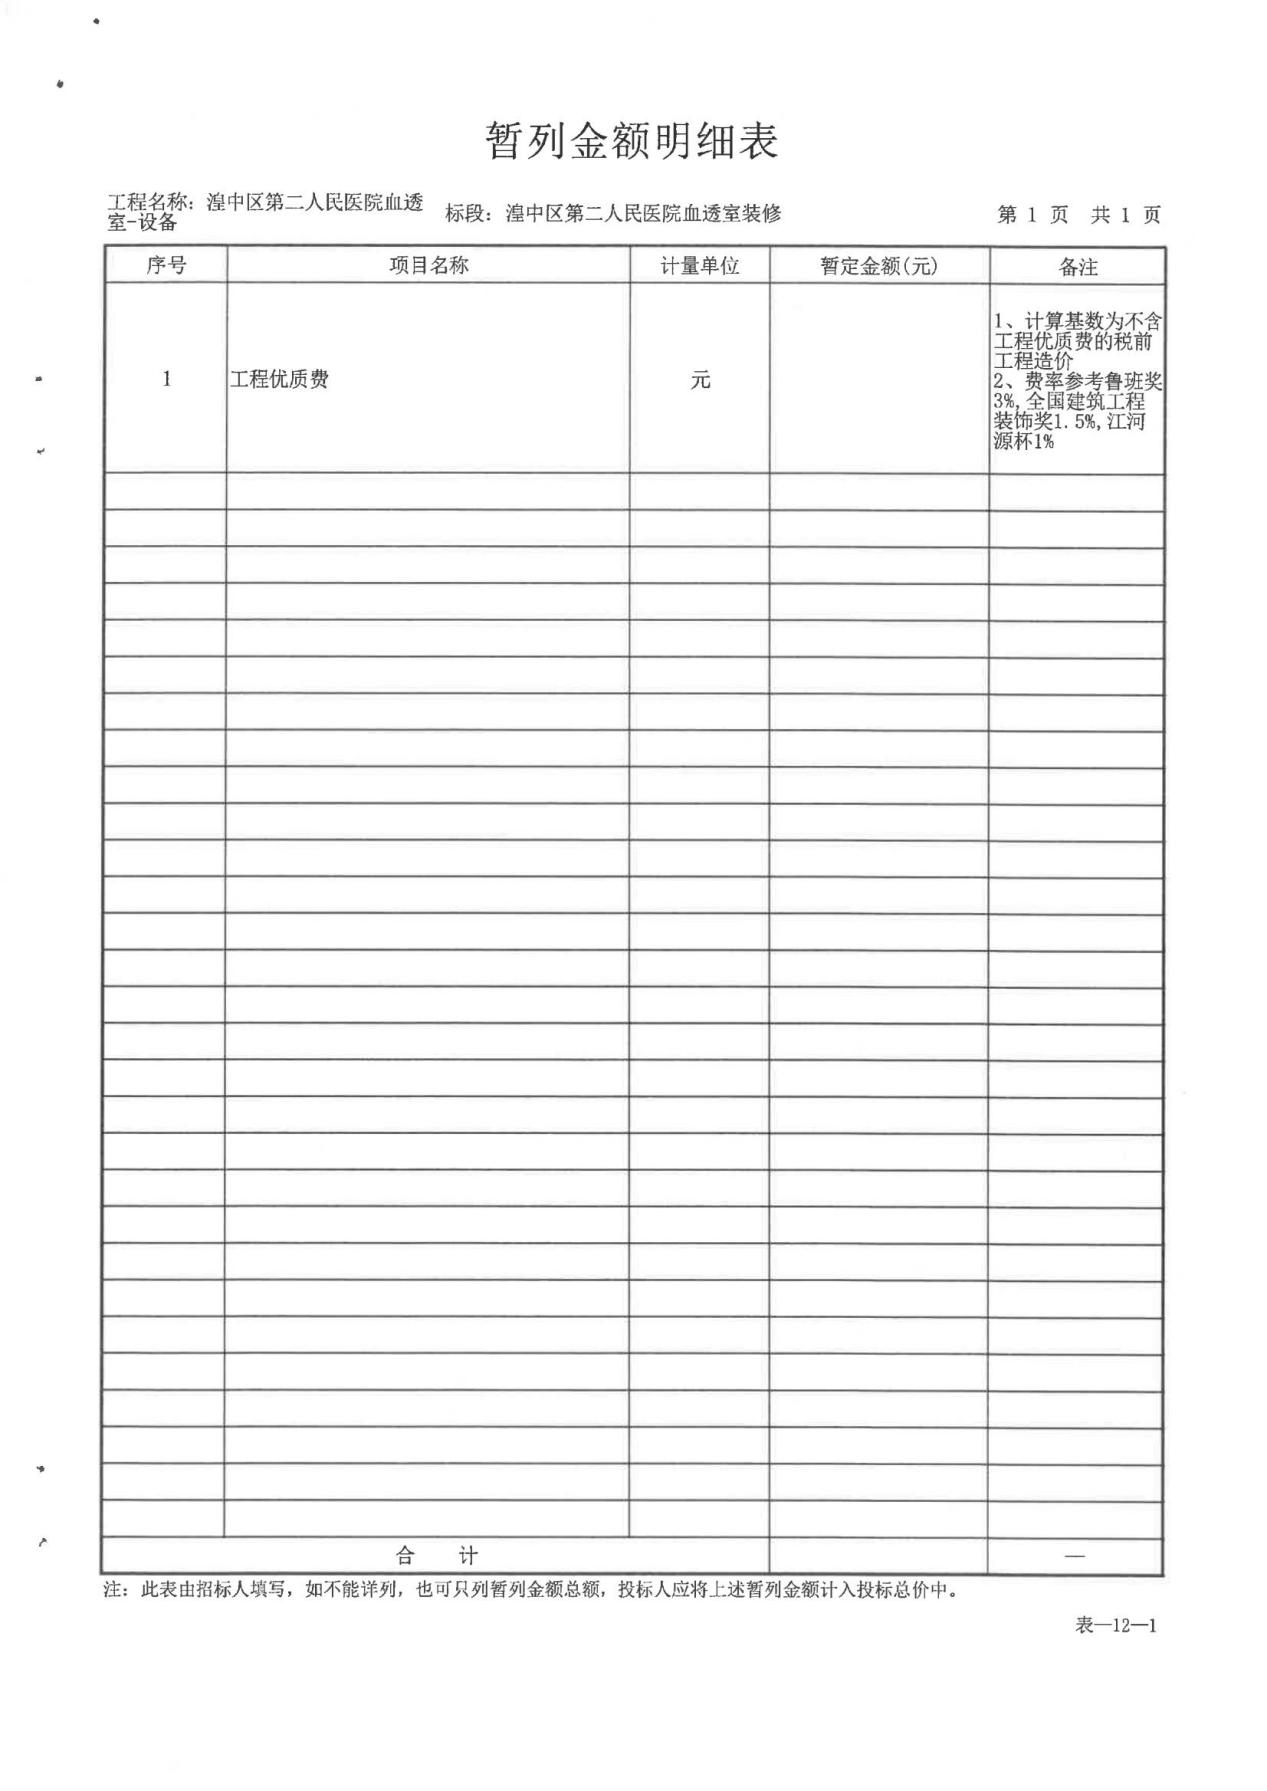 暂列金额明细表
工程名称：湟中区第二人民医院血透
室-设备
标段：湟中区第二人民医院血透室装修
第 1 页 共 1 页
序号 项目名称 计量单位 暂定金额(元) 备注
1 工程优质费 元
1、计算基数为不含
工程优质费的税前
工程造价
2、费率参考鲁班奖
3%,全国建筑工程
装饰奖1.5%,江河
源杯1%
合 计 —
注：此表由招标人填写，如不能详列，也可只列暂列金额总额，投标人应将上述暂列金额计入投标总价中。
表—12—1